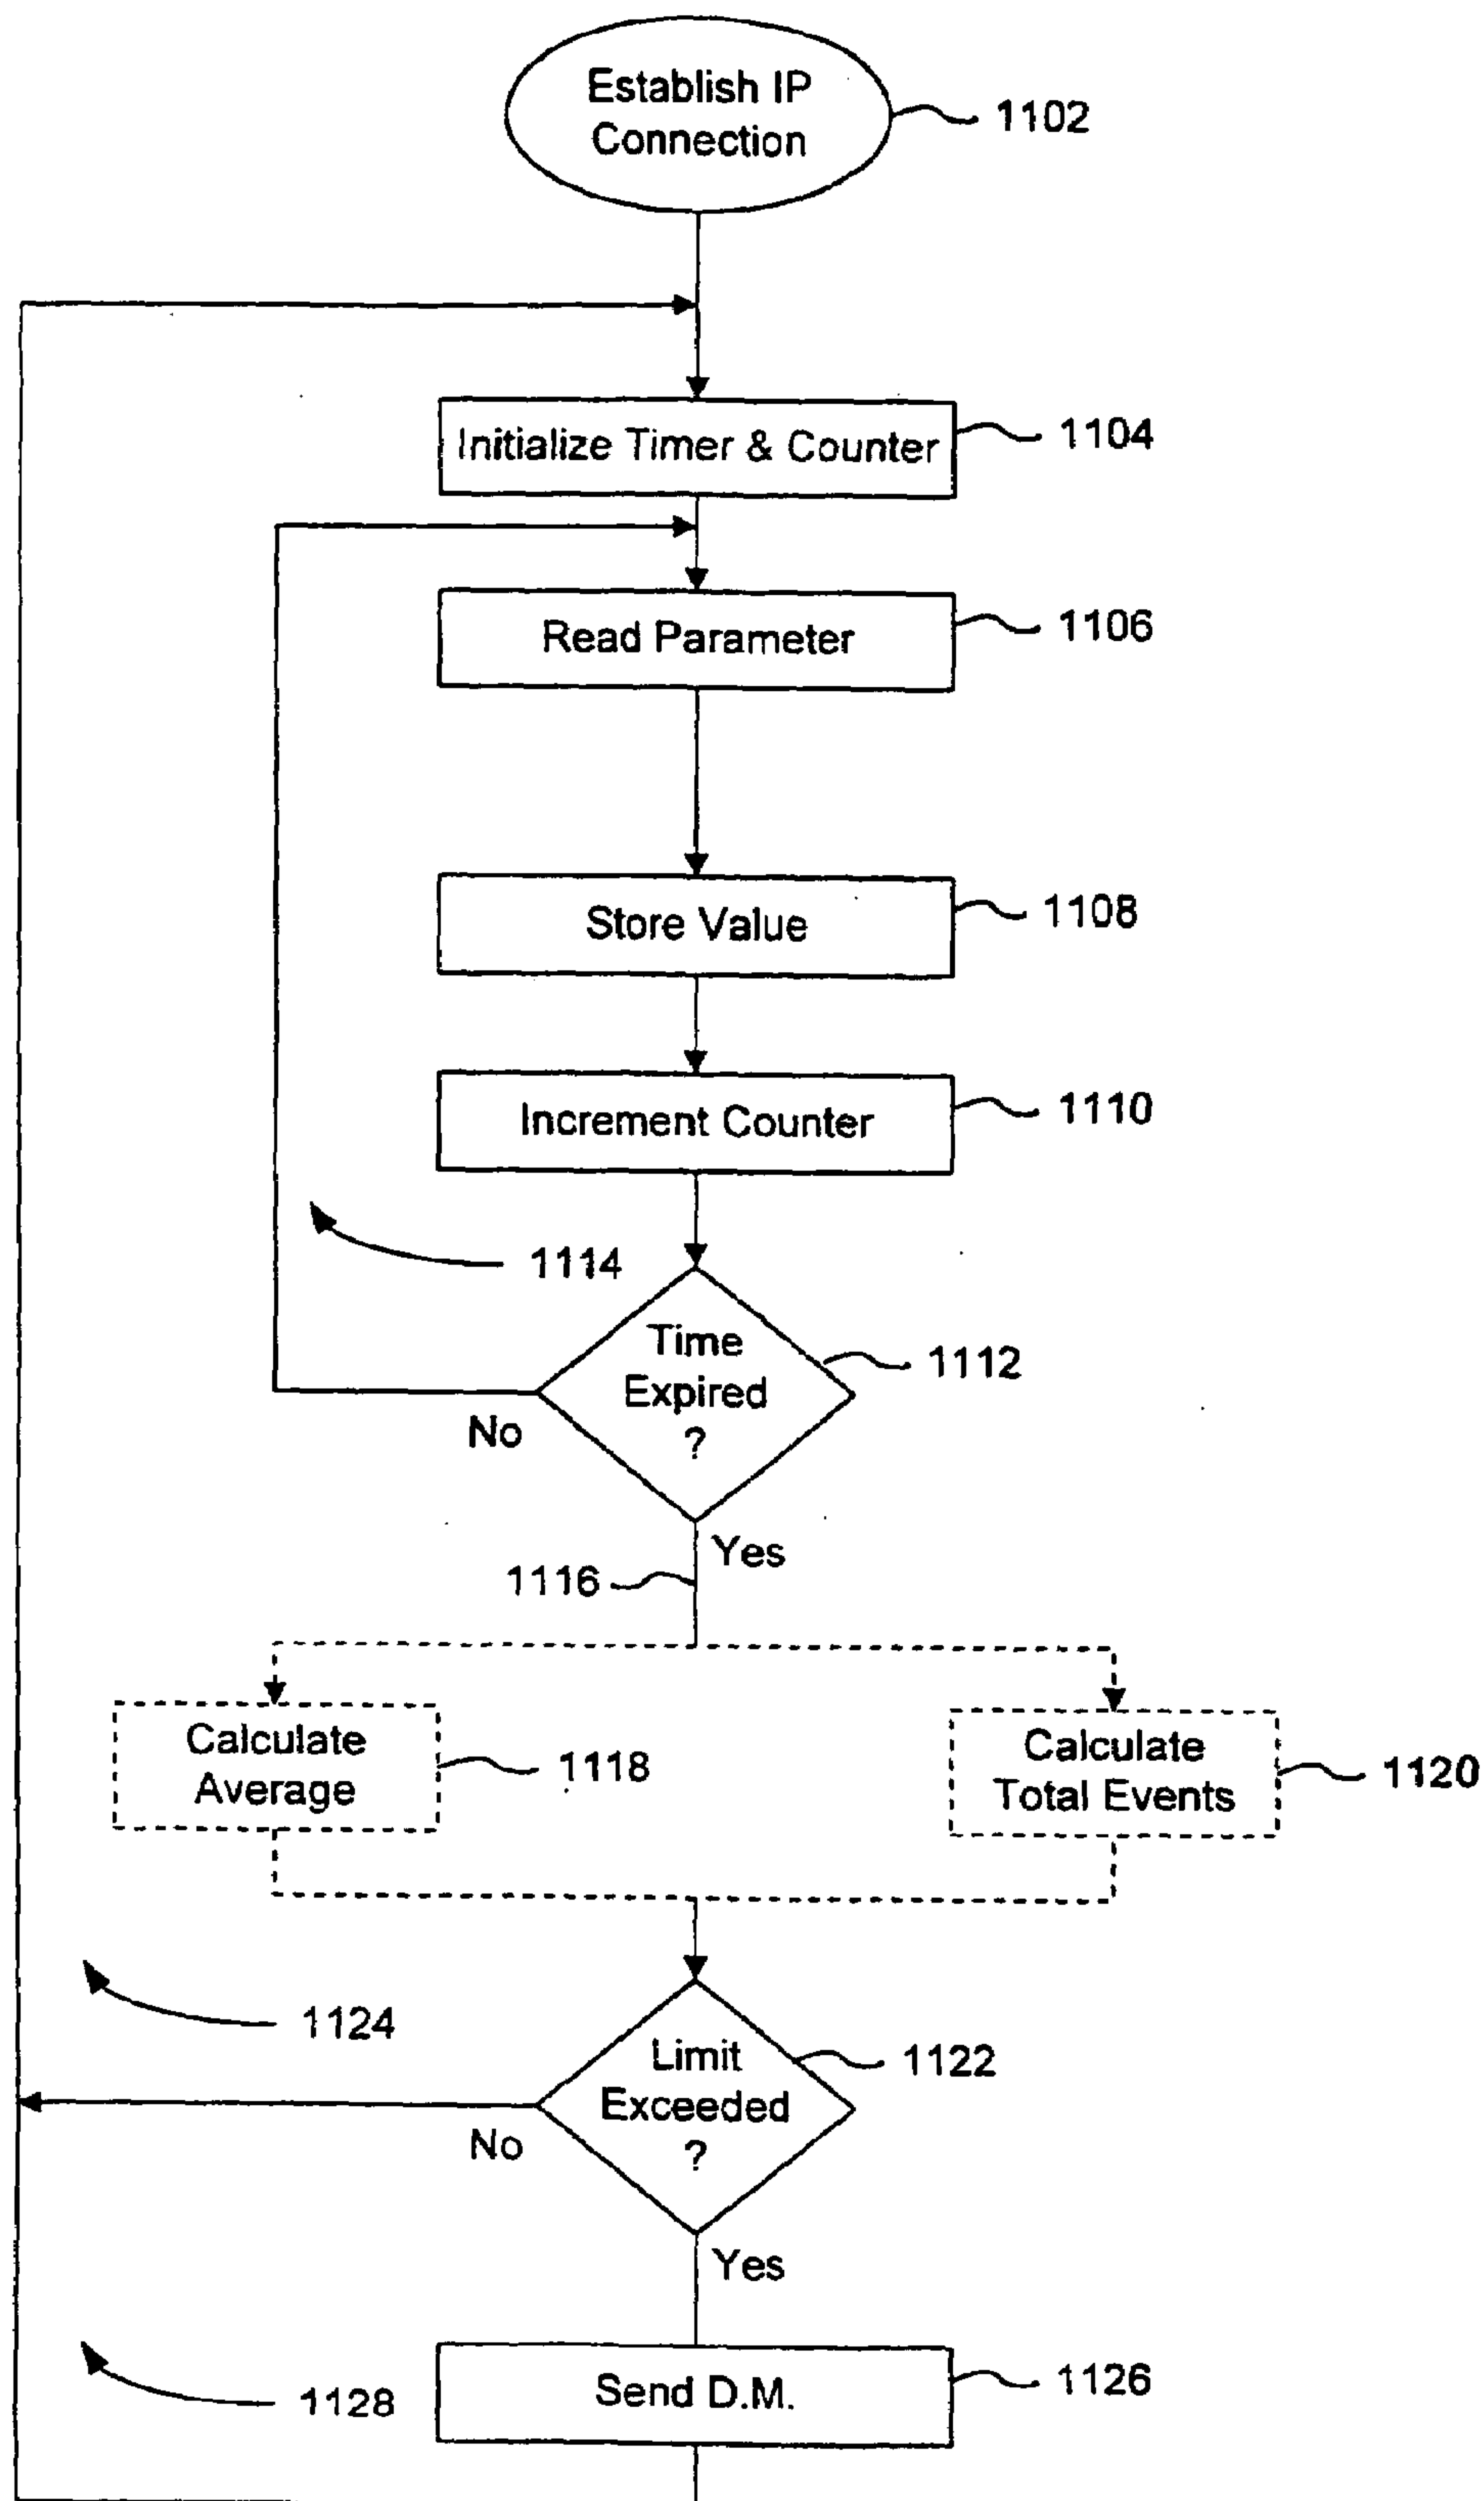 Establish IP
Connection
1102
Initialize Timer & Counter
1104
Read Parameter
1106
Store Value
1108
Increment Counter
1110
1114
Time
Expired
?
1112
No
Yes
1116
Calculate
Average
1118
Calculate
Total Events
1120
1124
Limit
Exceeded
?
1122
No
Yes
1128
Send D.M.
1126